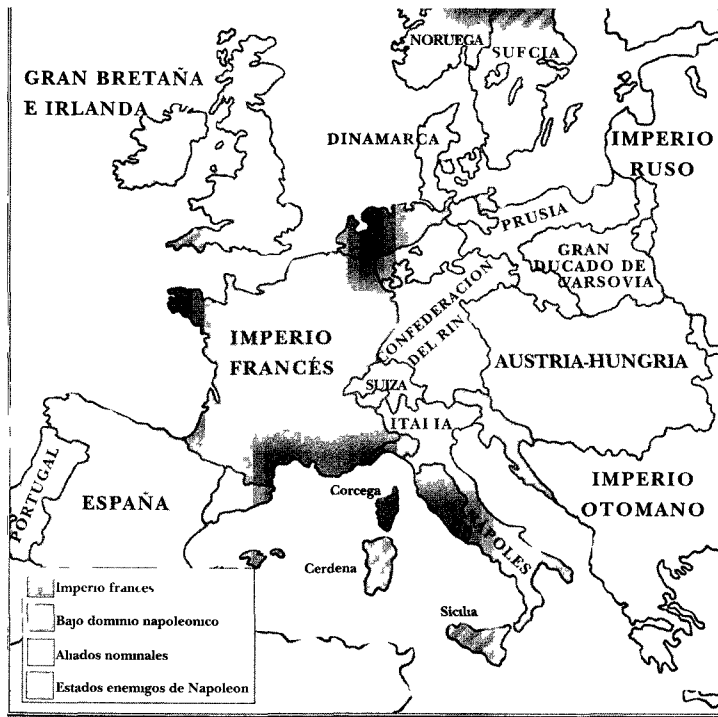 NORUEGA
SUFCIA
GRAN BRETAÑA
E IRLANDA
DINAMARCA
IMPERIO
RUSO
PRUSIA
GRAN
DUCADO DE
VARSOVIA
CONFEDERACION
DEL RIN
IMPERIO
FRANCÉS
AUSTRIA-HUNGRIA
SUIZA
ITALIA
PORTUGAL
ESPAÑA
Corcega
IMPERIO
OTOMANO
NAPOLES
Cerdena
Sicilia
Imperio frances
Bajo dominio napoleonico
Aliados nominales
Estados enemigos de Napoleon